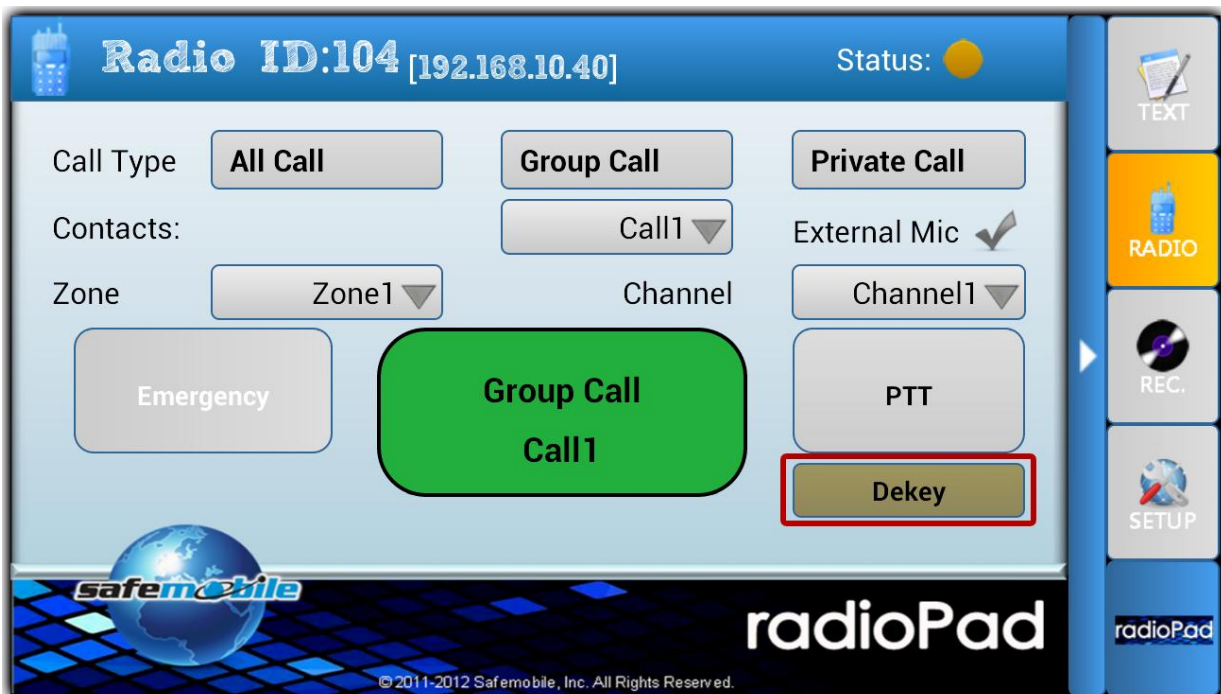 Radio ID:104 [192.168.10.40]
Status:
Call Type
All Call
Group Call
Private Call
Contacts:
Call1
External Mic
Zone
Zone1
Channel
Channel1
Emergency
Group Call
Call1
PTT
Dekey
safemobile
radioPad
©2011-2012 Safemobile, Inc. All Rights Reserved.
TEXT
RADIO
REC.
SETUP
radioPad